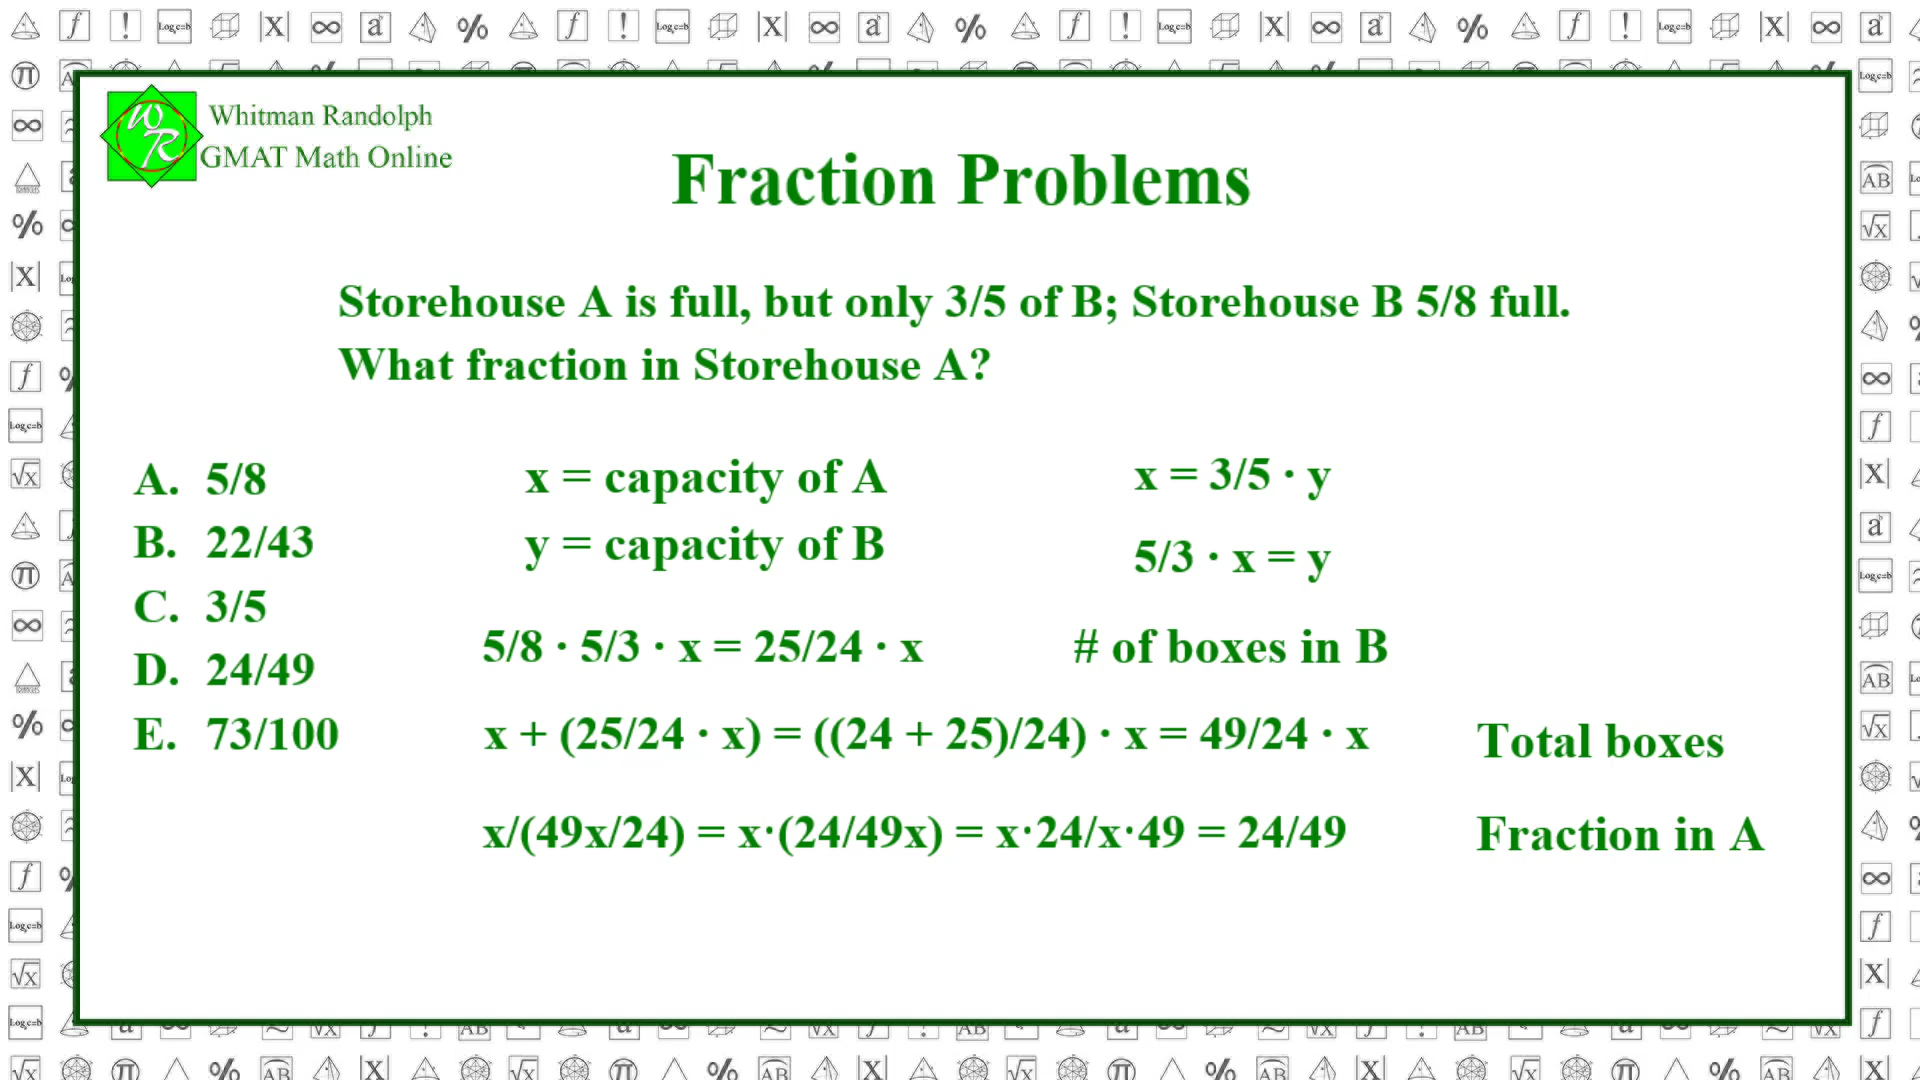 Whitman Randolph
GMAT Math Online
Fraction Problems
Storehouse A is full, but only 3/5 of B; Storehouse B 5/8 full.
What fraction in Storehouse A?
A. 5/8
B. 22/43
C. 3/5
D. 24/49
E. 73/100
x = capacity of A
y = capacity of B
x = 3/5 · y
5/3 · x = y
5/8 · 5/3 · x = 25/24 · x
# of boxes in B
x + (25/24 · x) = ((24 + 25)/24) · x = 49/24 · x
Total boxes
x/(49x/24) = x·(24/49x) = x·24/x·49 = 24/49
Fraction in A